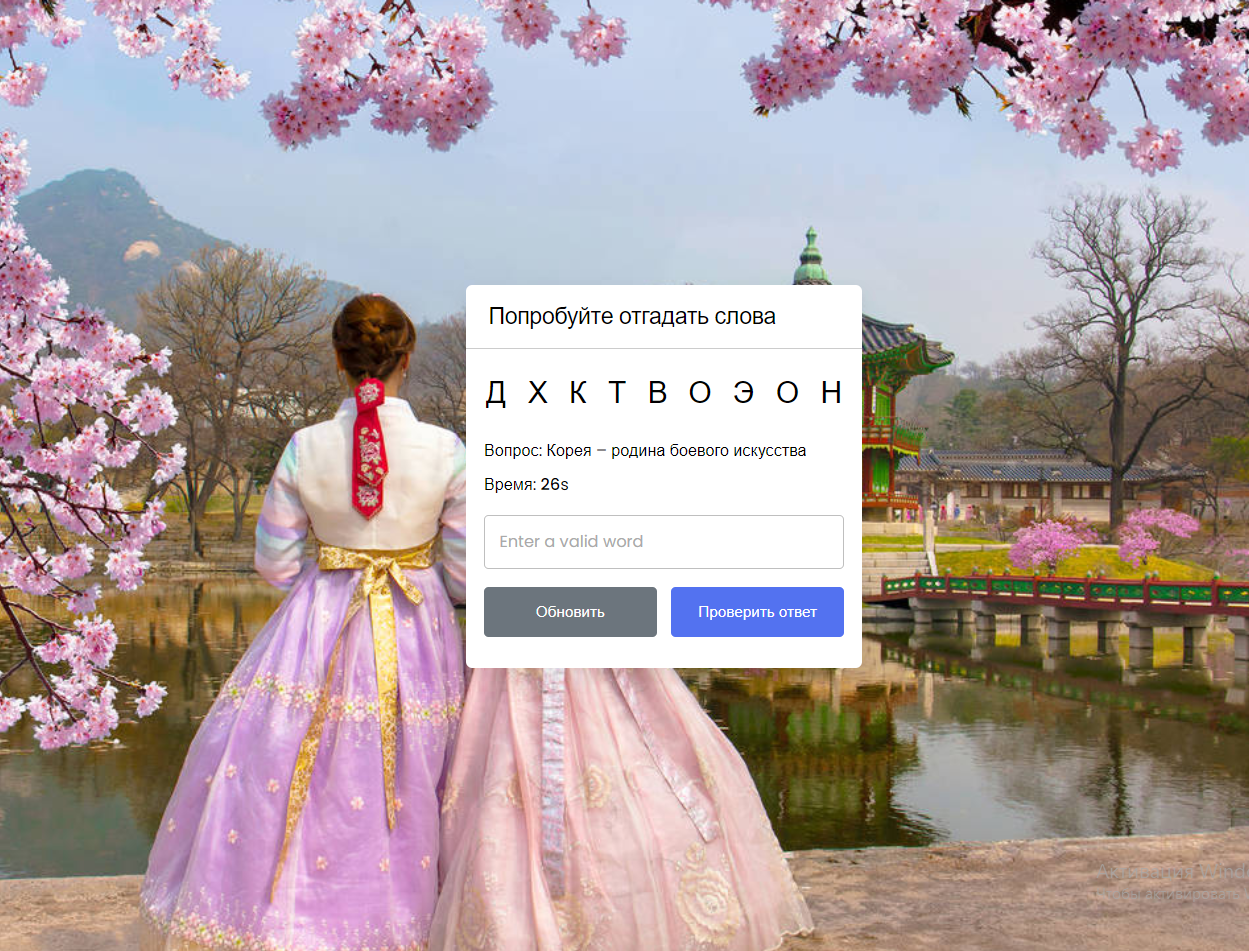 Попробуйте отгадать слова
Д Х К Т В О Э О Н
Вопрос: Корея – родина боевого искусства
Время: 26s
Enter a valid word
Обновить
Проверить ответ